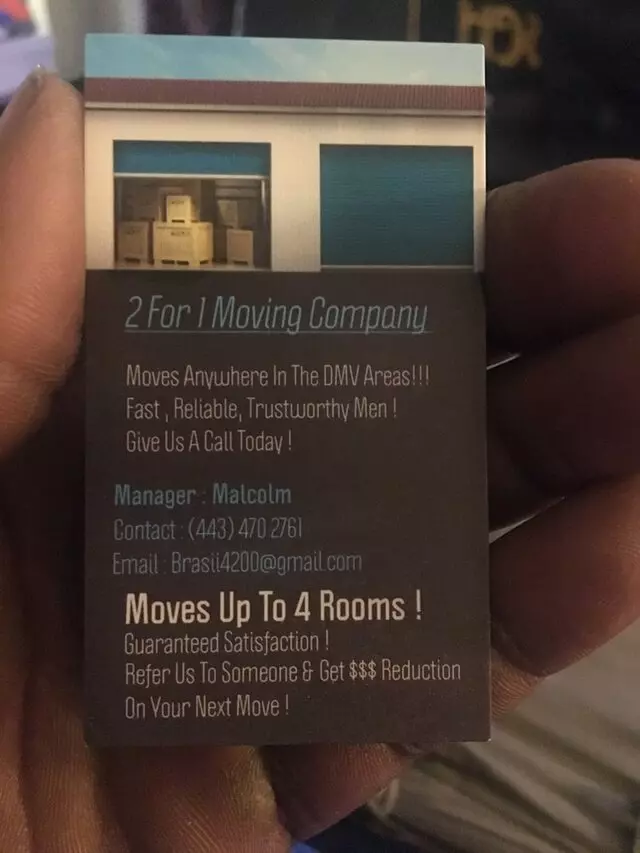 2 For 1 Moving Company
Moves Anywhere In The DMV Areas!!!
Fast , Reliable, Trustworthy Men !
Give Us A Call Today !
Manager : Malcolm
Contact : (443) 470 2761
Email : Brasii4200@gmail.com
Moves Up To 4 Rooms !
Guaranteed Satisfaction !
Refer Us To Someone & Get $$$ Reduction
On Your Next Move !